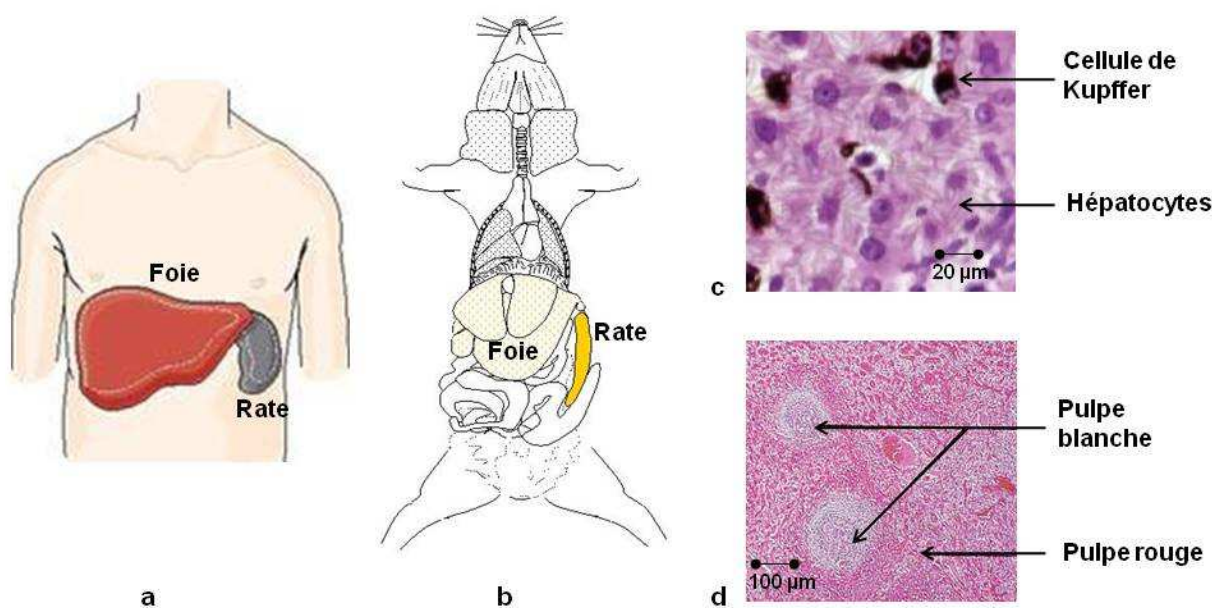 Foie
Rate
a
Foie
Rate
b
Cellule de
Kupffer
Hépatocytes
20 µm
c
Pulpe
blanche
Pulpe rouge
100 µm
d